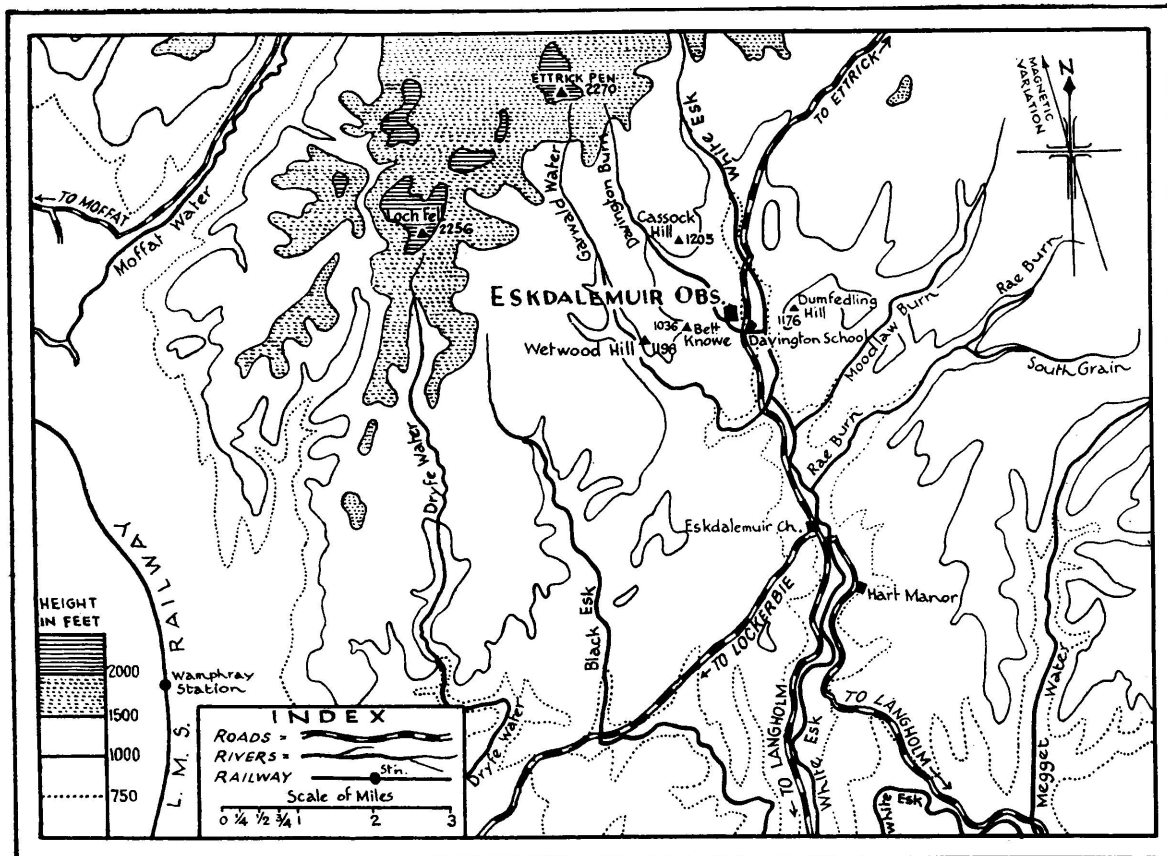 ETTRICK PEN
2270
White Esk
TO ETTRICK
MAGNETIC
VARIATION
N
TO MOFFAT
Moffat Water
Loch Fell
2256
Garwald Water
Davington Burn
Cassock
Hill
1203
ESKDALEMUIR OBS.
1036
Bett
Knowe
Wetwood Hill
1196
Davington School
1176
Dumfedling
Hill
Moodlaw Burn
Rae Burn
South Grain
Rae Burn
Dryfe Water
Eskdalemuir Ch.
Hart Manor
Black Esk
TO LOCKERBIE
TO LANGHOLM
White Esk
TO LANGHOLM
White Esk
Megget Water
Dryfe Water
L. M. S. RAILWAY
Wamphray
Station
HEIGHT
IN FEET
2000
1500
1000
750
INDEX
ROADS =
RIVERS =
RAILWAY
Stn.
Scale of Miles
0 1/4 1/2 3/4 1 2 3